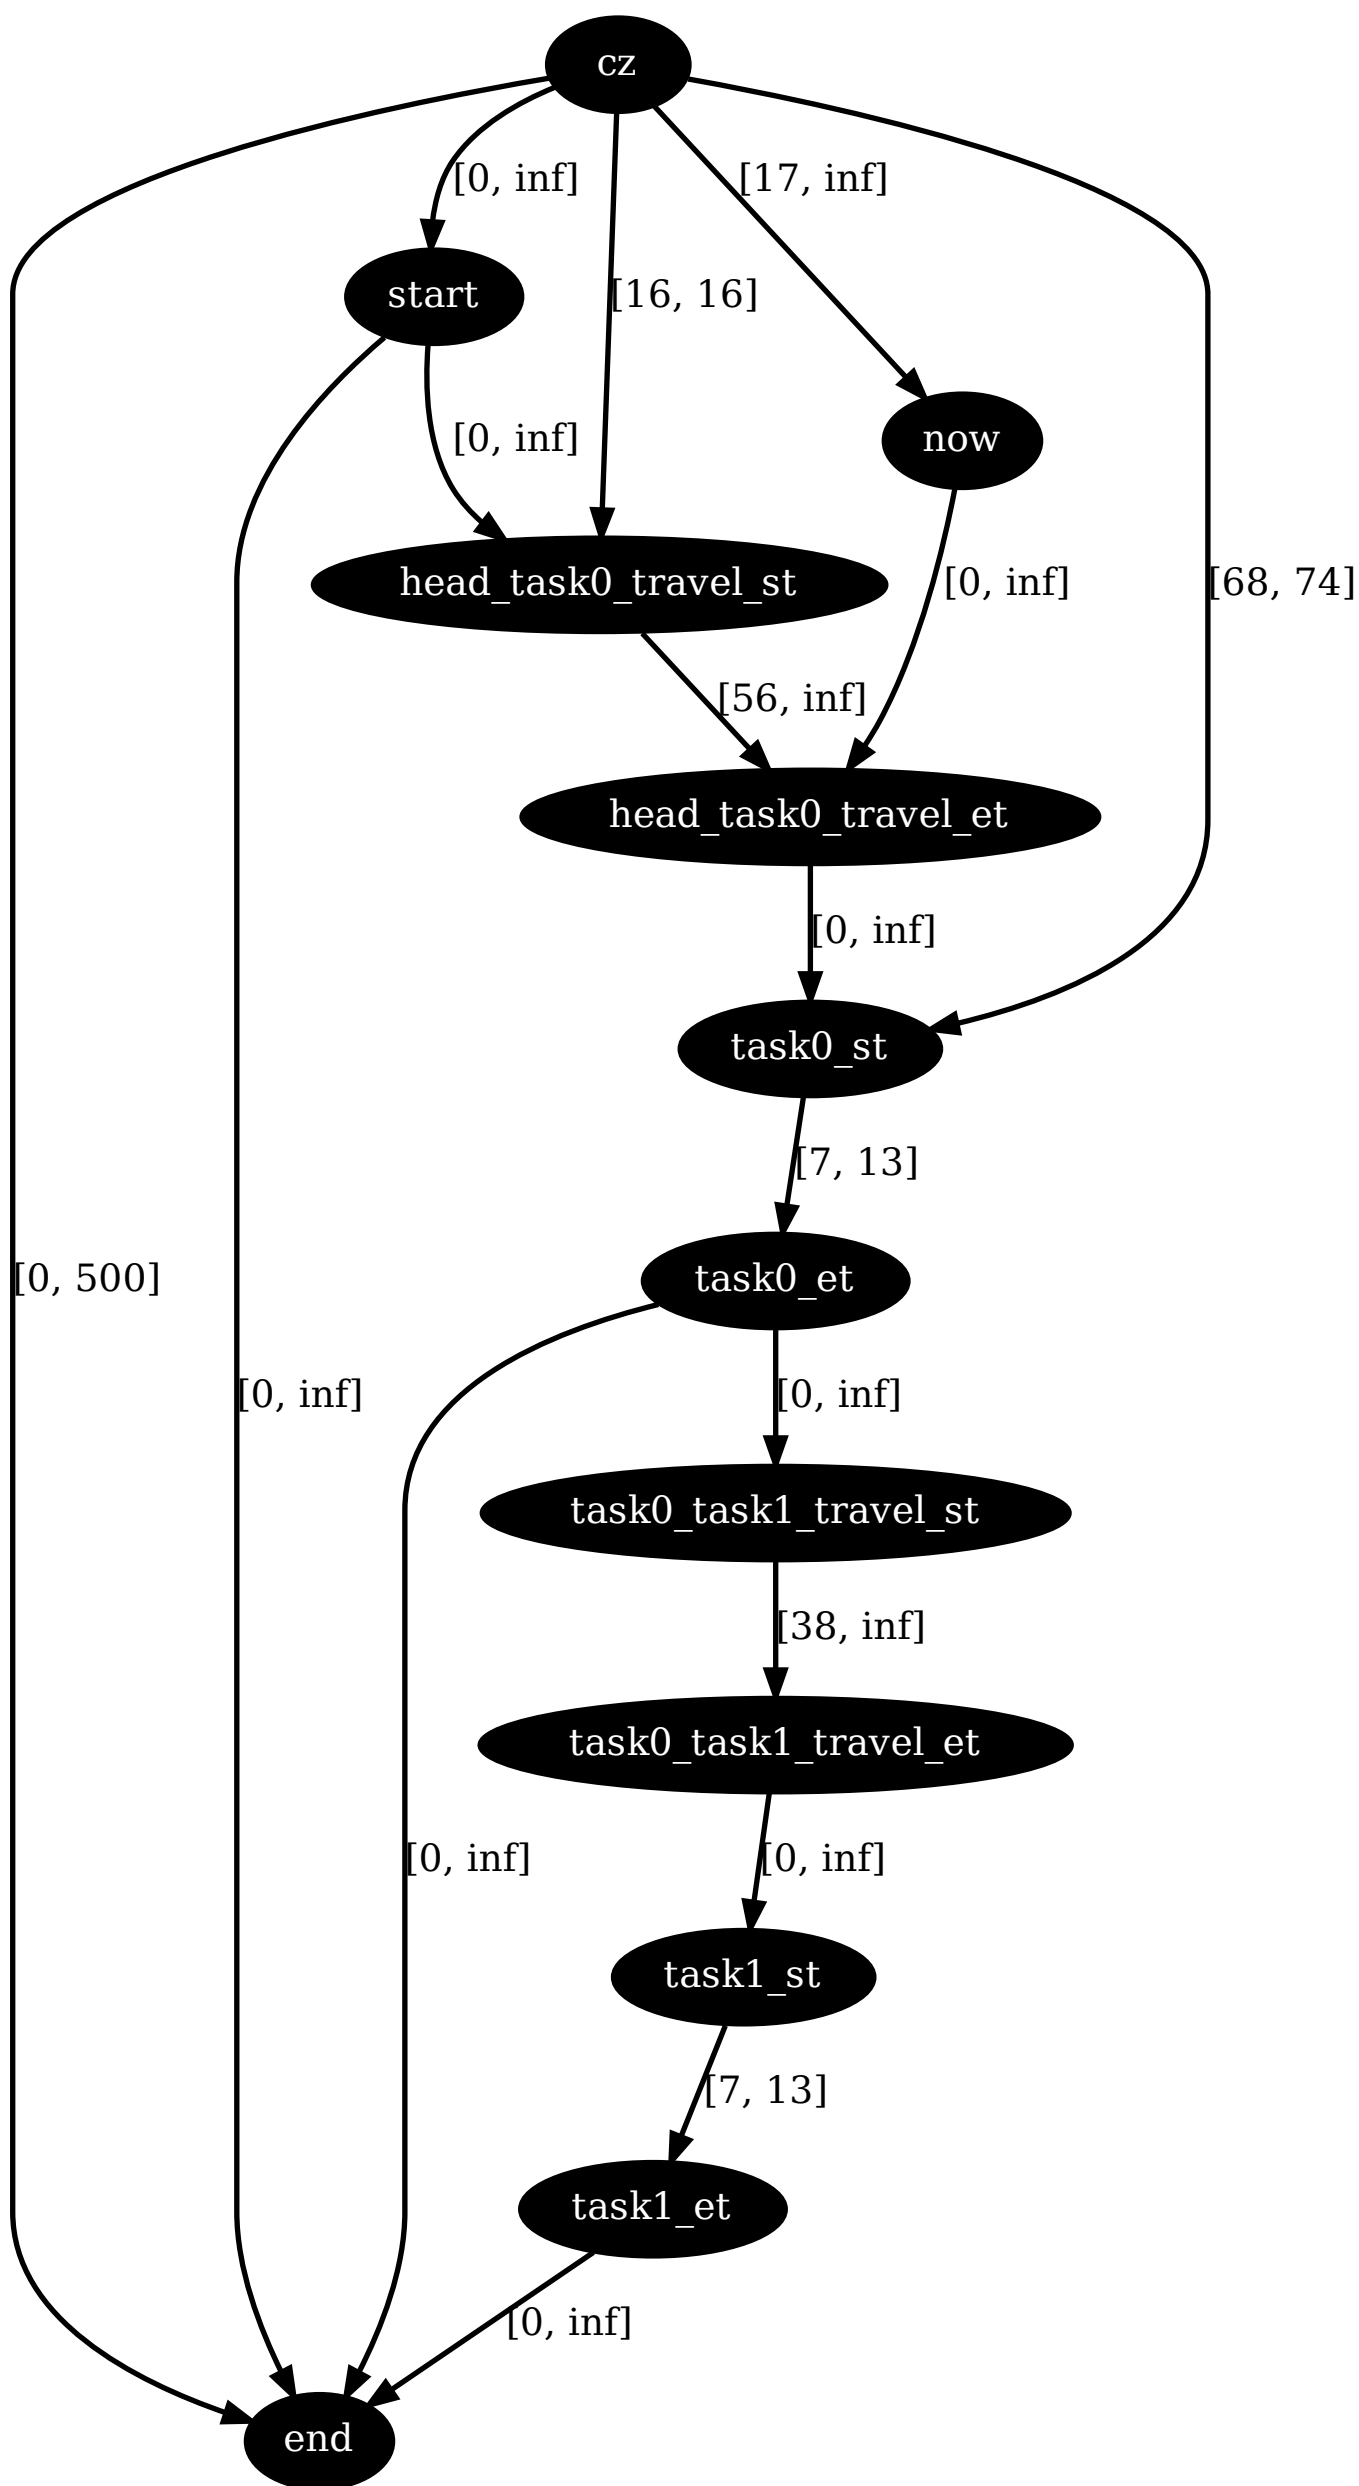 cz
[0, inf]
[17, inf]
start
[16, 16]
now
[0, inf]
head_task0_travel_st
[0, inf]
[68, 74]
[56, inf]
head_task0_travel_et
[0, inf]
task0_st
[7, 13]
[0, 500]
task0_et
[0, inf]
[0, inf]
task0_task1_travel_st
[38, inf]
task0_task1_travel_et
[0, inf]
[0, inf]
task1_st
[7, 13]
task1_et
[0, inf]
end